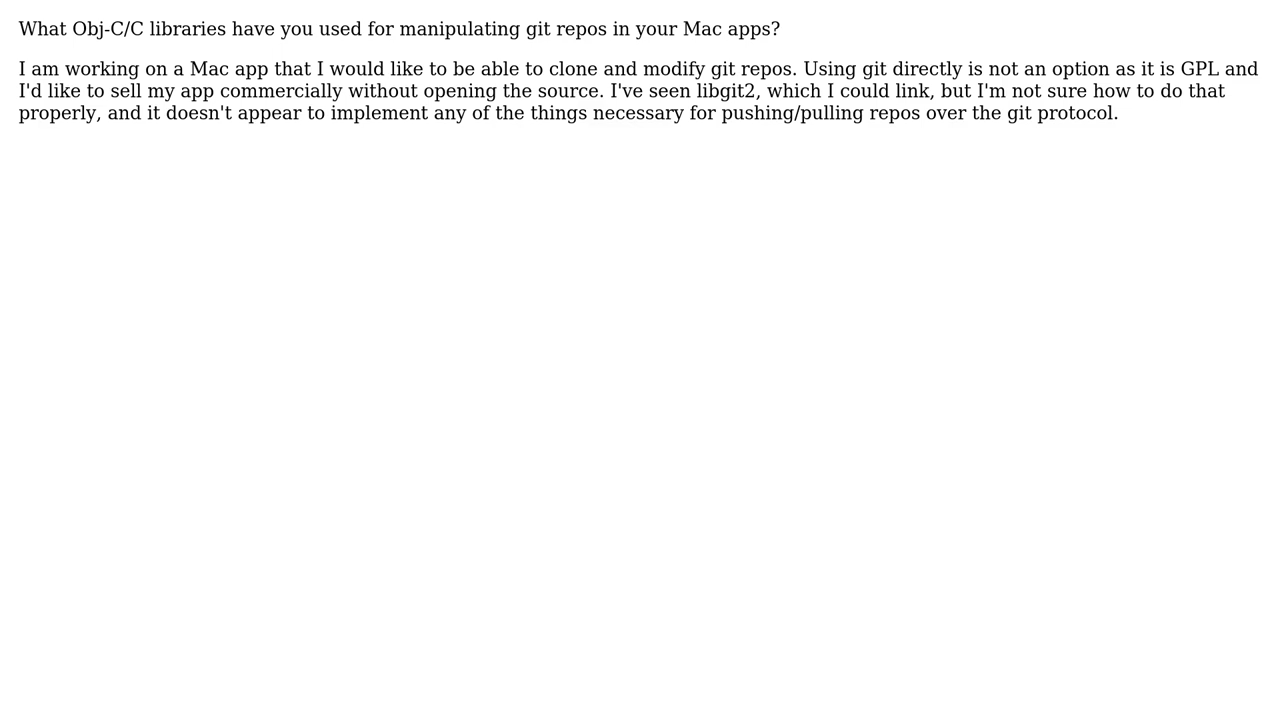 What Obj-C/C libraries have you used for manipulating git repos in your Mac apps?
I am working on a Mac app that I would like to be able to clone and modify git repos. Using git directly is not an option as it is GPL and
I'd like to sell my app commercially without opening the source. I've seen libgit2, which I could link, but I'm not sure how to do that
properly, and it doesn't appear to implement any of the things necessary for pushing/pulling repos over the git protocol.